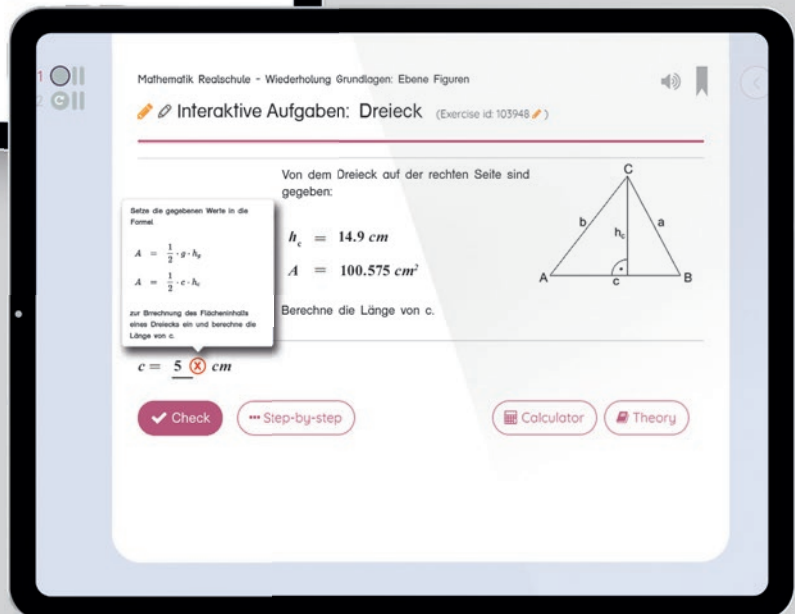 1
2
Mathematik Realschule - Wiederholung Grundlagen: Ebene Figuren
Interaktive Aufgaben: Dreieck (Exercise id: 103948)
Von dem Dreieck auf der rechten Seite sind
gegeben:
h_c = 14.9 cm
A = 100.575 cm²
Berechne die Länge von c.
C
b
h_c
a
A
c
B
Setze die gegebenen Werte in die
Formel
A = 1/2 · g · h_g
A = 1/2 · c · h_c
zur Brrechnung des Flächeninhalts
eines Dreiecks ein und berechne die
Länge von c.
c = 5 cm
Check
Step-by-step
Calculator
Theory